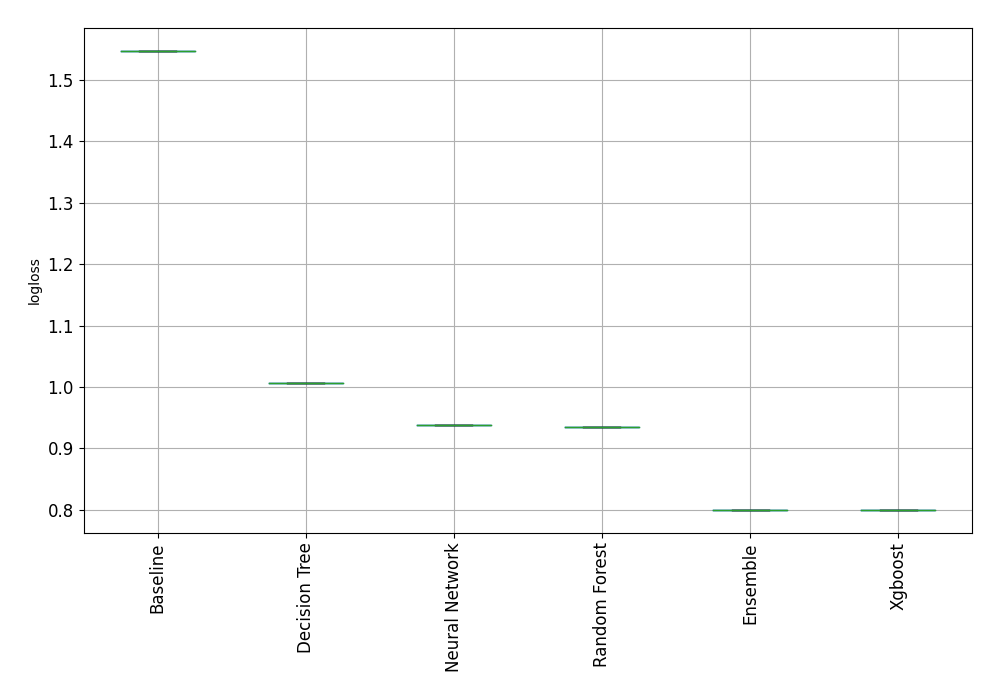 1.5
1.4
1.3
1.2
1.1
1.0
0.9
0.8
logloss
Baseline
Decision Tree
Neural Network
Random Forest
Ensemble
Xgboost